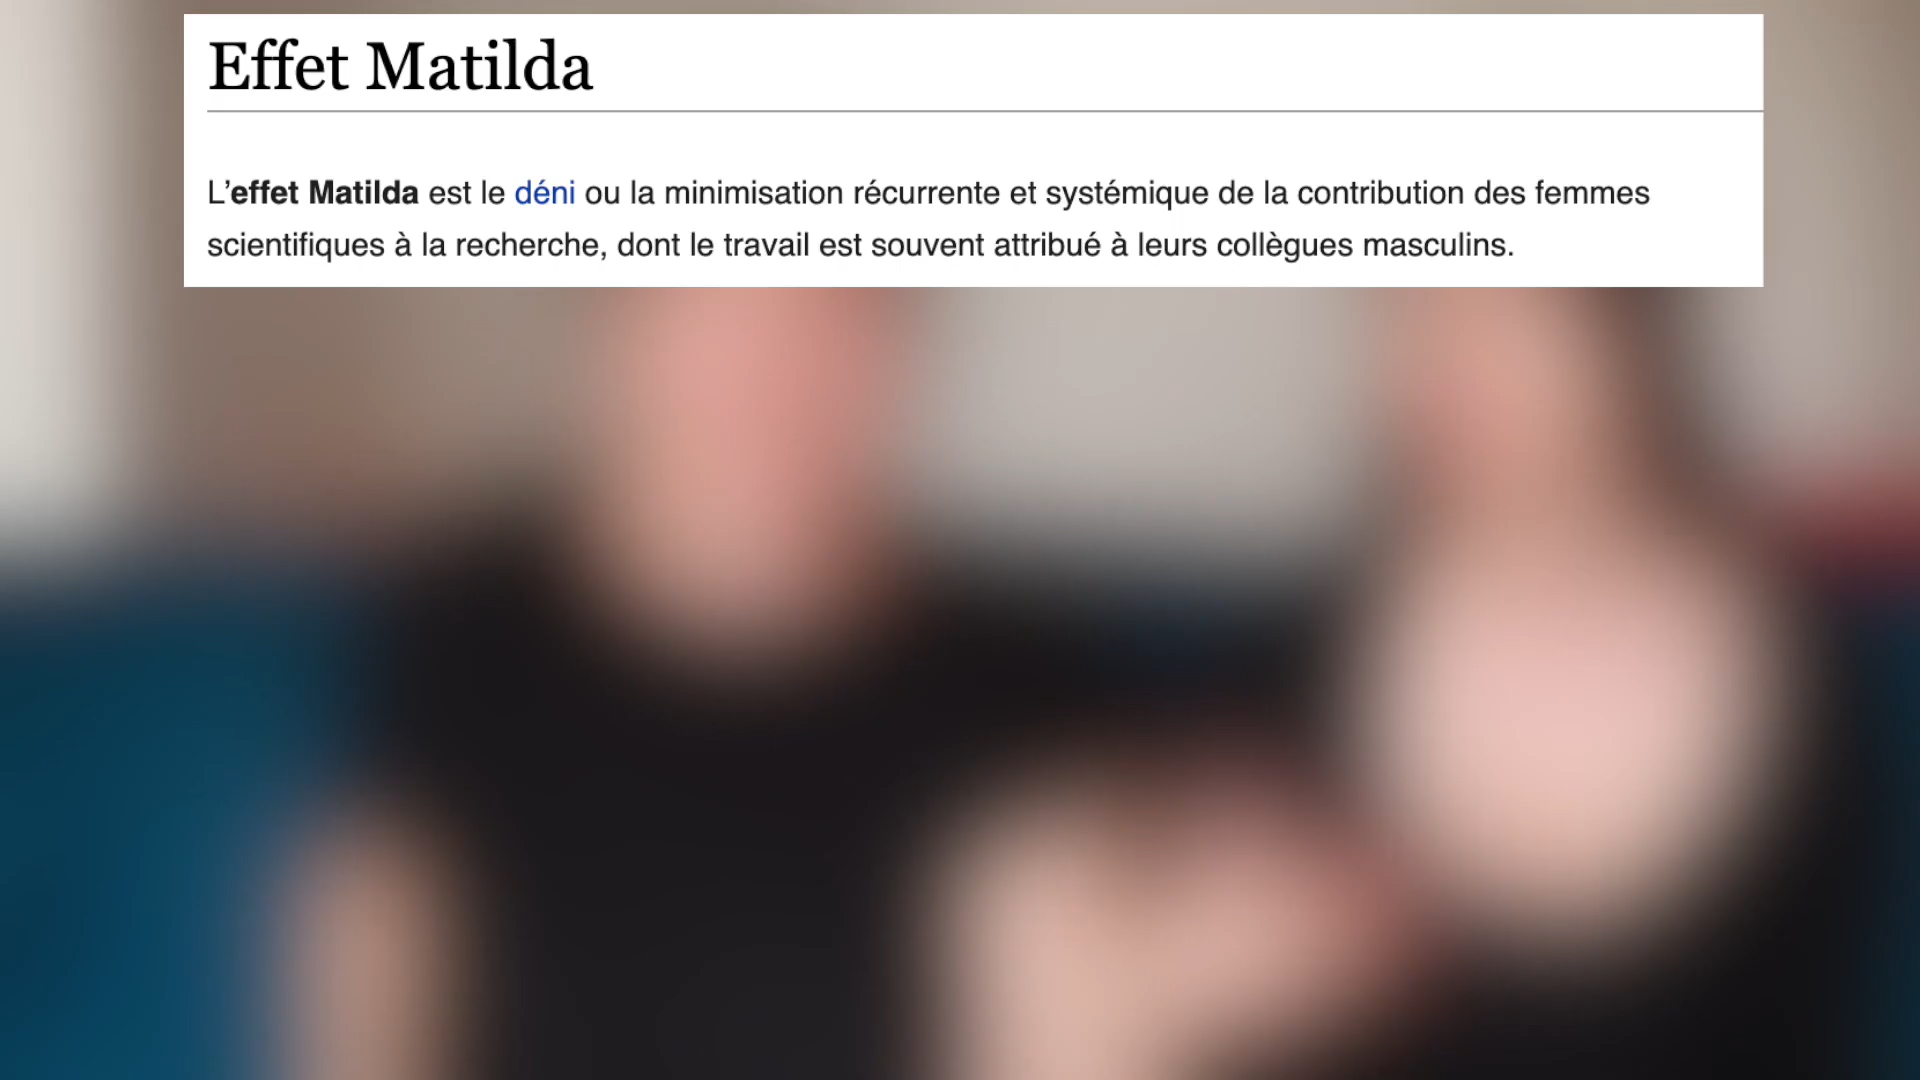 Effet Matilda
L’effet Matilda est le déni ou la minimisation récurrente et systémique de la contribution des femmes
scientifiques à la recherche, dont le travail est souvent attribué à leurs collègues masculins.